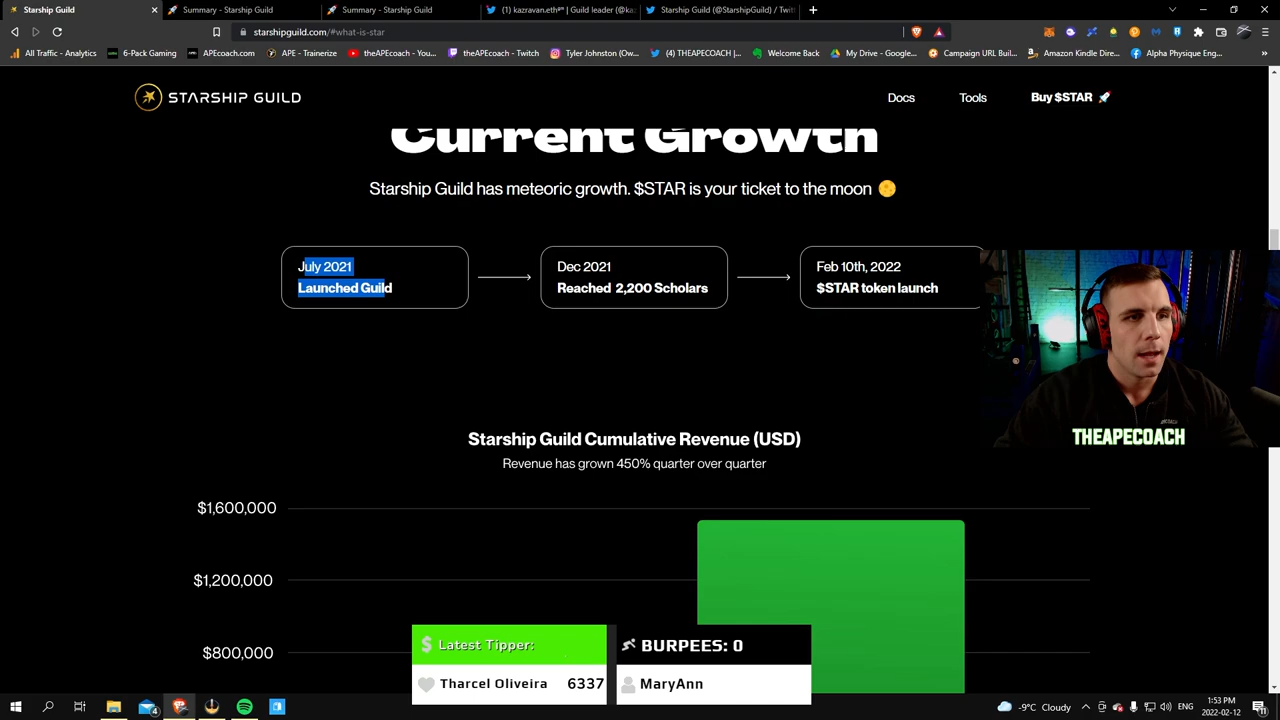 Starship Guild
Summary - Starship Guild
Summary - Starship Guild
(1) kazravan.eth | Guild leader (@kaz
Starship Guild (@StarshipGuild) / Twitt
starshipguild.com/#what-is-star
All Traffic - Analytics
6-Pack Gaming
APEcoach.com
APE - Trainerize
theAPEcoach - You...
theAPEcoach - Twitch
Tyler Johnston (Ow...
(4) THEAPECOACH...
Welcome Back
My Drive - Google...
Campaign URL Buil...
Amazon Kindle Dire...
Alpha Physique Eng...
STARSHIP GUILD
Docs
Tools
Buy $STAR 🚀
Current Growth
Starship Guild has meteoric growth. $STAR is your ticket to the moon 🌕
July 2021
Launched Guild
Dec 2021
Reached 2,200 Scholars
Feb 10th, 2022
$STAR token launch
THEAPECOACH
Starship Guild Cumulative Revenue (USD)
Revenue has grown 450% quarter over quarter
$1,600,000
$1,200,000
$800,000
$ Latest Tipper:
Tharcel Oliveira 6337
BURPEES: 0
MaryAnn
-9°C Cloudy
ENG
1:53 PM
2022-02-12